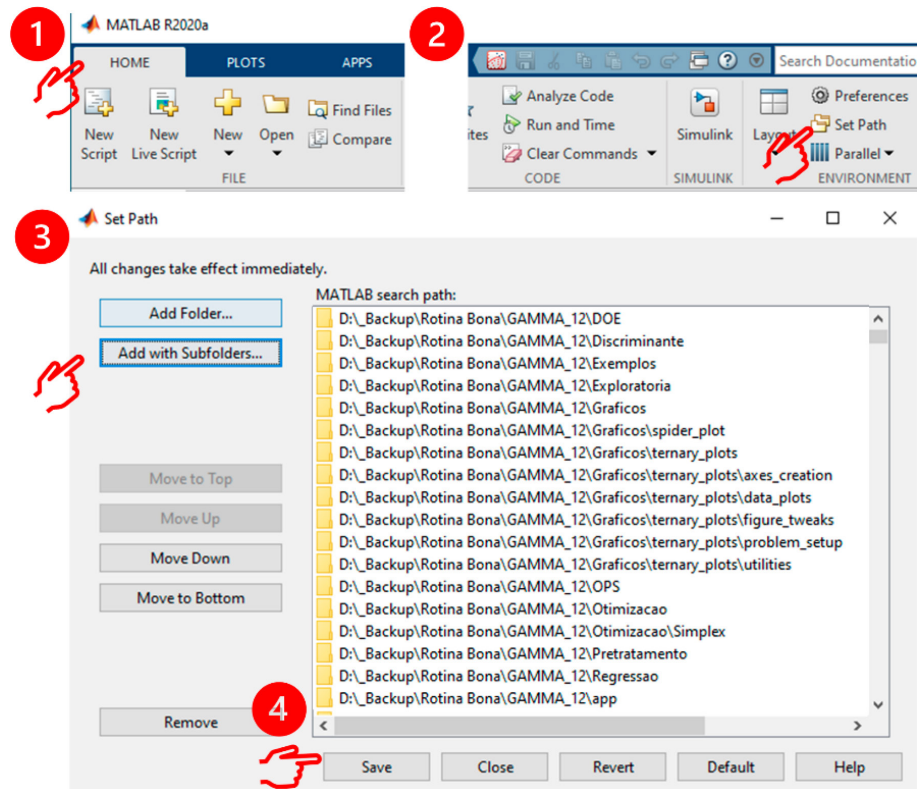 1
MATLAB R2020a
HOME PLOTS APPS
New Script
New Live Script
New
Open
Find Files
Compare
FILE
2
Search Documentatio
ites
Analyze Code
Run and Time
Clear Commands
CODE
Simulink
SIMULINK
Layout
Preferences
Set Path
Parallel
ENVIRONMENT
3
Set Path
All changes take effect immediately.
Add Folder...
Add with Subfolders...
Move to Top
Move Up
Move Down
Move to Bottom
Remove
MATLAB search path:
D:\_Backup\Rotina Bona\GAMMA_12\DOE
D:\_Backup\Rotina Bona\GAMMA_12\Discriminante
D:\_Backup\Rotina Bona\GAMMA_12\Exemplos
D:\_Backup\Rotina Bona\GAMMA_12\Exploratoria
D:\_Backup\Rotina Bona\GAMMA_12\Graficos
D:\_Backup\Rotina Bona\GAMMA_12\Graficos\spider_plot
D:\_Backup\Rotina Bona\GAMMA_12\Graficos\ternary_plots
D:\_Backup\Rotina Bona\GAMMA_12\Graficos\ternary_plots\axes_creation
D:\_Backup\Rotina Bona\GAMMA_12\Graficos\ternary_plots\data_plots
D:\_Backup\Rotina Bona\GAMMA_12\Graficos\ternary_plots\figure_tweaks
D:\_Backup\Rotina Bona\GAMMA_12\Graficos\ternary_plots\problem_setup
D:\_Backup\Rotina Bona\GAMMA_12\Graficos\ternary_plots\utilities
D:\_Backup\Rotina Bona\GAMMA_12\OPS
D:\_Backup\Rotina Bona\GAMMA_12\Otimizacao
D:\_Backup\Rotina Bona\GAMMA_12\Otimizacao\Simplex
D:\_Backup\Rotina Bona\GAMMA_12\Pretratamento
D:\_Backup\Rotina Bona\GAMMA_12\Regressao
D:\_Backup\Rotina Bona\GAMMA_12\app
4
Save Close Revert Default Help